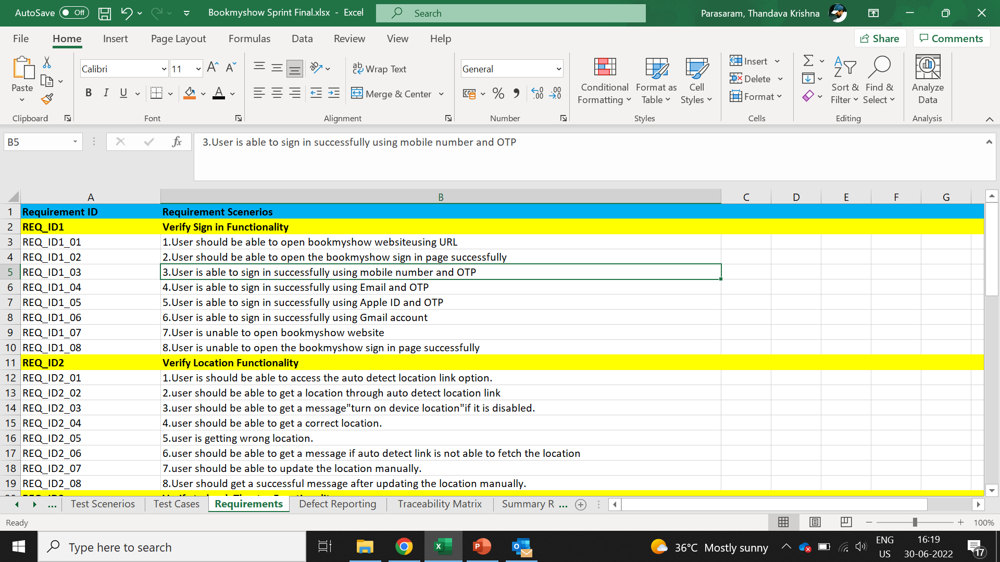 AutoSave Off Bookmyshow Sprint Final.xlsx - Excel Search Parasaram, Thandava Krishna
File Home Insert Page Layout Formulas Data Review View Help Share Comments
Paste Calibri 11 Wrap Text General Conditional Formatting Format as Table Cell Styles Insert Sort & Filter Find & Select Analyze Data
B I U Merge & Center Delete
Format
Clipboard Font Alignment Number Styles Cells Editing Analysis
B5 fx 3.User is able to sign in successfully using mobile number and OTP
A B C D E F G
1 Requirement ID Requirement Scenerios
2 REQ_ID1 Verify Sign in Functionality
3 REQ_ID1_01 1.User should be able to open bookmyshow websiteusing URL
4 REQ_ID1_02 2.User should be able to open the bookmyshow sign in page successfully
5 REQ_ID1_03 3.User is able to sign in successfully using mobile number and OTP
6 REQ_ID1_04 4.User is able to sign in successfully using Email and OTP
7 REQ_ID1_05 5.User is able to sign in successfully using Apple ID and OTP
8 REQ_ID1_06 6.User is able to sign in successfully using Gmail account
9 REQ_ID1_07 7.User is unable to open bookmyshow website
10 REQ_ID1_08 8.User is unable to open the bookmyshow sign in page successfully
11 REQ_ID2 Verify Location Functionality
12 REQ_ID2_01 1.User is should be able to access the auto detect location link option.
13 REQ_ID2_02 2.user should be able to get a location through auto detect location link
14 REQ_ID2_03 3.user should be able to get a message"turn on device location"if it is disabled.
15 REQ_ID2_04 4.user should be able to get a correct location.
16 REQ_ID2_05 5.user is getting wrong location.
17 REQ_ID2_06 6.user should be able to get a message if auto detect link is not able to fetch the location
18 REQ_ID2_07 7.user should be able to update the location manually.
19 REQ_ID2_08 8.User should get a successful message after updating the location manually.
... Test Scenerios Test Cases Requirements Defect Reporting Traceability Matrix Summary R ...
Ready 100%
Type here to search 36°C Mostly sunny ENG US 16:19 30-06-2022 17